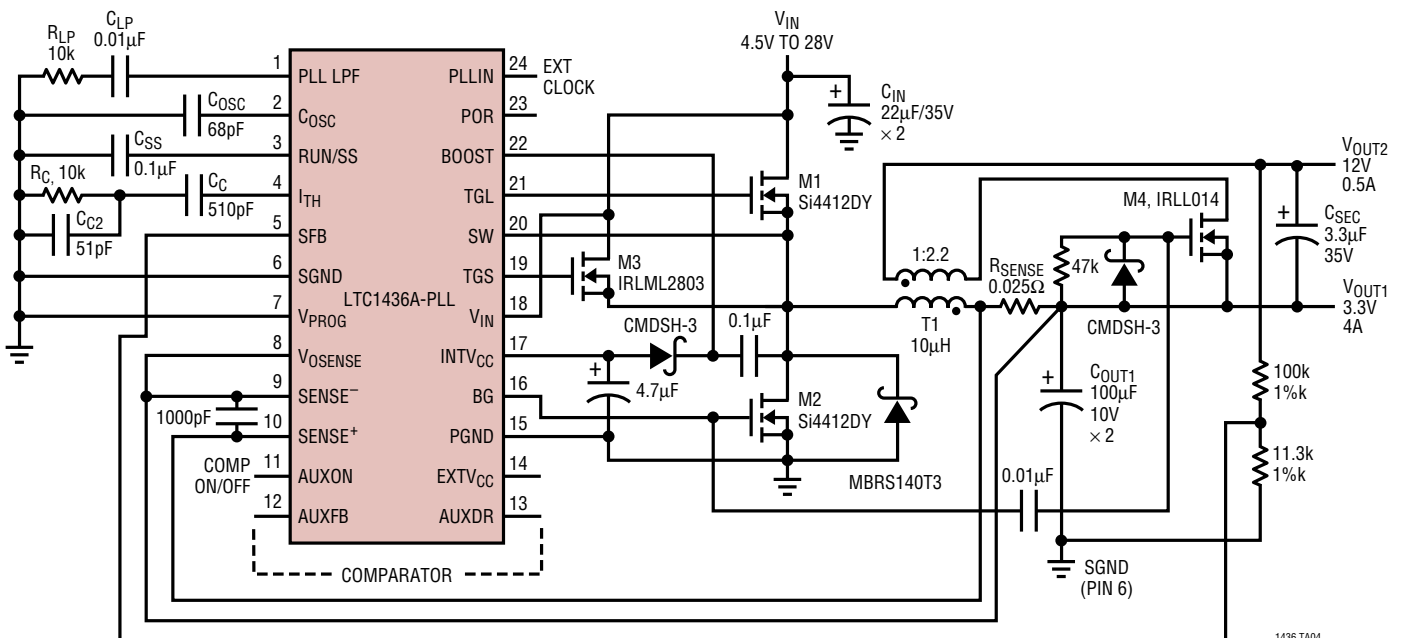 V_IN
4.5V TO 28V
R_LP
10k
C_LP
0.01µF
C_OSC
68pF
C_SS
0.1µF
R_C, 10k
C_C
510pF
C_C2
51pF
1 PLL LPF
2 C_OSC
3 RUN/SS
4 I_TH
5 SFB
6 SGND
7 V_PROG
8 V_OSENSE
9 SENSE⁻
10 SENSE⁺
11 AUXON
12 AUXFB
1000pF
COMP
ON/OFF
LTC1436A-PLL
PLLIN 24
POR 23
BOOST 22
TGL 21
SW 20
TGS 19
V_IN 18
INTV_CC 17
BG 16
PGND 15
EXTV_CC 14
AUXDR 13
COMPARATOR
EXT
CLOCK
C_IN
22µF/35V
× 2
M1
Si4412DY
M3
IRLML2803
CMDSH-3
0.1µF
4.7µF
M2
Si4412DY
MBRS140T3
1:2.2
T1
10µH
R_SENSE
0.025Ω
47k
M4, IRLL014
CMDSH-3
C_OUT1
100µF
10V
× 2
0.01µF
SGND
(PIN 6)
V_OUT2
12V
0.5A
C_SEC
3.3µF
35V
V_OUT1
3.3V
4A
100k
1%k
11.3k
1%k
1436 TA04